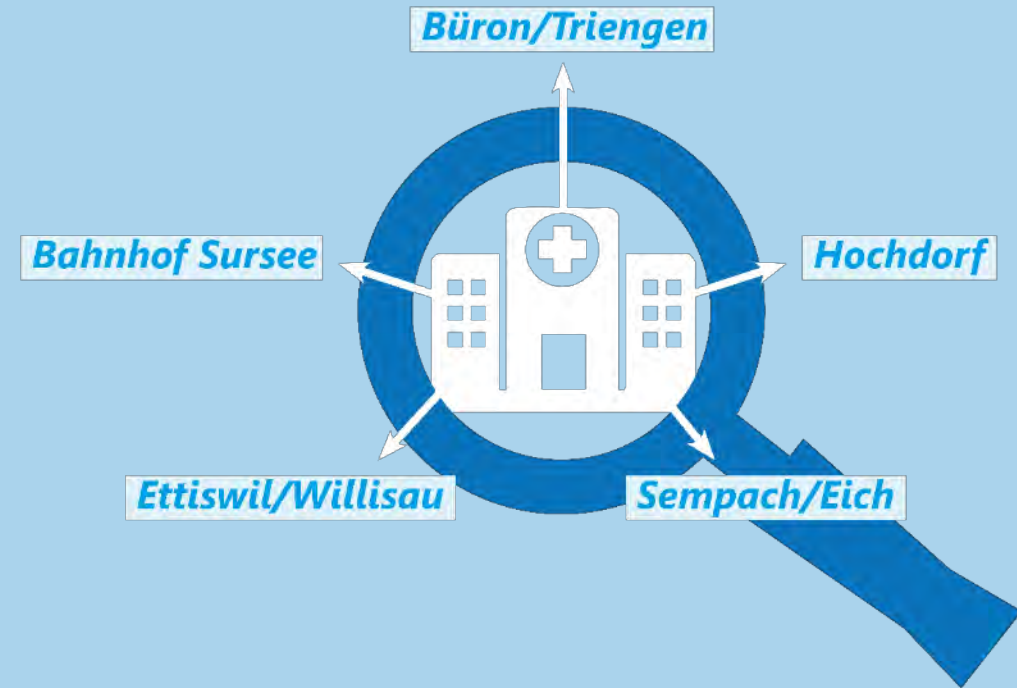 Büron/Triengen
Bahnhof Sursee
Hochdorf
Ettiswil/Willisau
Sempach/Eich